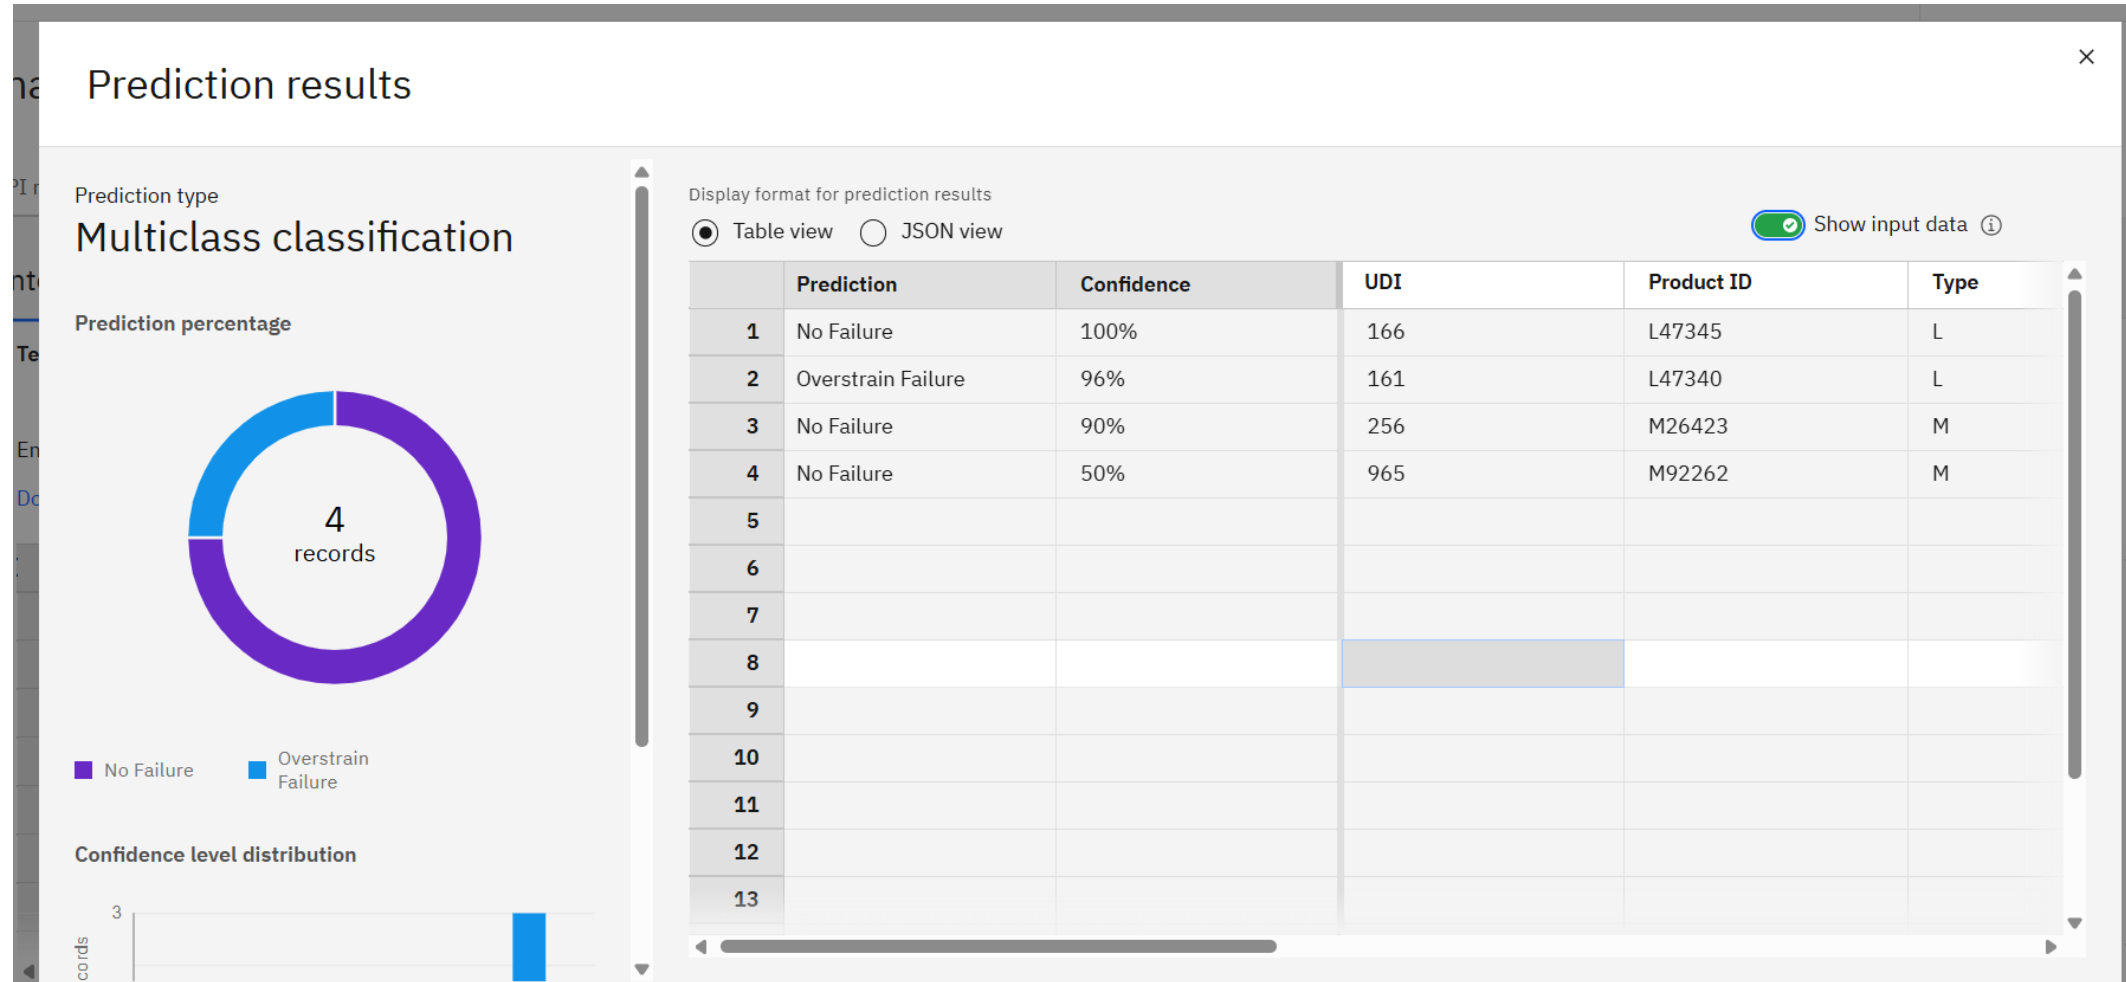 Prediction results
Prediction type
Multiclass classification
Prediction percentage
4
records
No Failure
Overstrain
Failure
Confidence level distribution
3
Display format for prediction results
Table view JSON view
Show input data
Prediction Confidence UDI Product ID Type
1 No Failure 100% 166 L47345 L
2 Overstrain Failure 96% 161 L47340 L
3 No Failure 90% 256 M26423 M
4 No Failure 50% 965 M92262 M
5
6
7
8
9
10
11
12
13